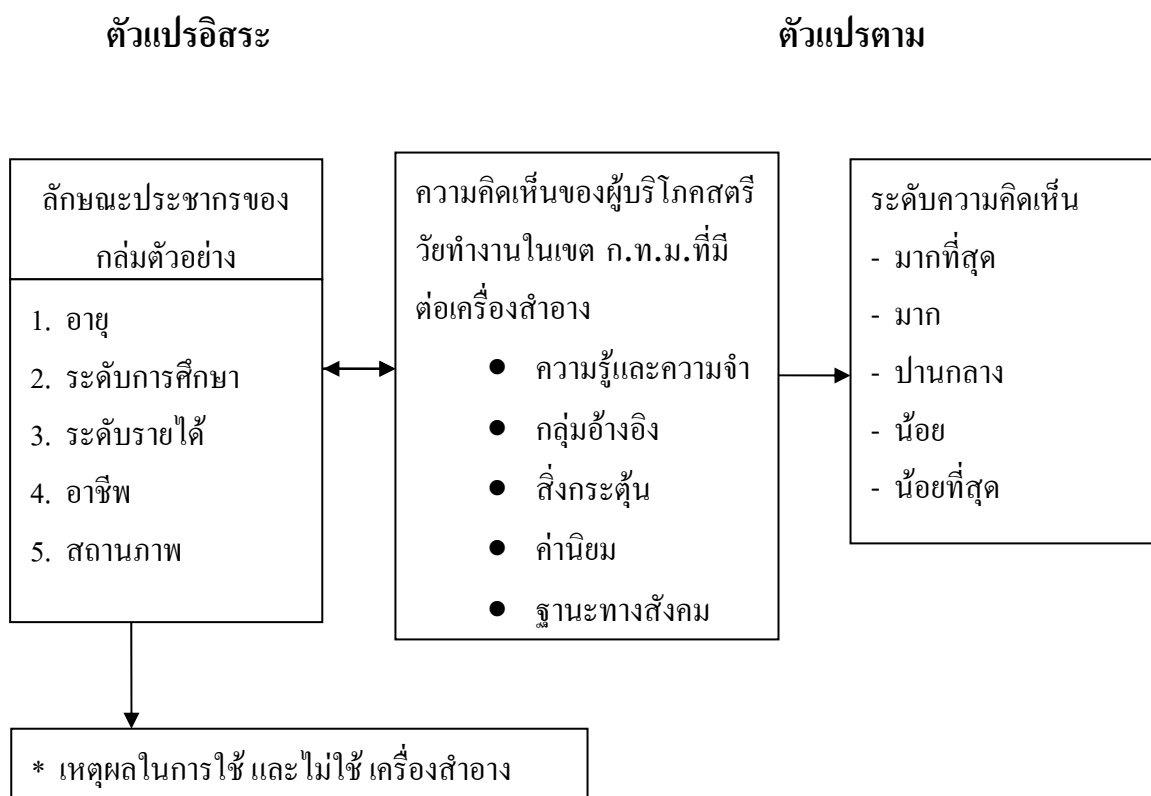 ตัวแปรอิสระ
ตัวแปรตาม
ลักษณะประชากรของ
กล่มตัวอย่าง
1. อายุ
2. ระดับการศึกษา
3. ระดับรายได้
4. อาชีพ
5. สถานภาพ
ความคิดเห็นของผู้บริโภคสตรี
วัยทำงานในเขต ก.ท.ม.ที่มี
ต่อเครื่องสำอาง
● ความรู้และความจำ
● กลุ่มอ้างอิง
● สิ่งกระตุ้น
● ค่านิยม
● ฐานะทางสังคม
ระดับความคิดเห็น
- มากที่สุด
- มาก
- ปานกลาง
- น้อย
- น้อยที่สุด
* เหตุผลในการใช้ และไม่ใช้ เครื่องสำอาง